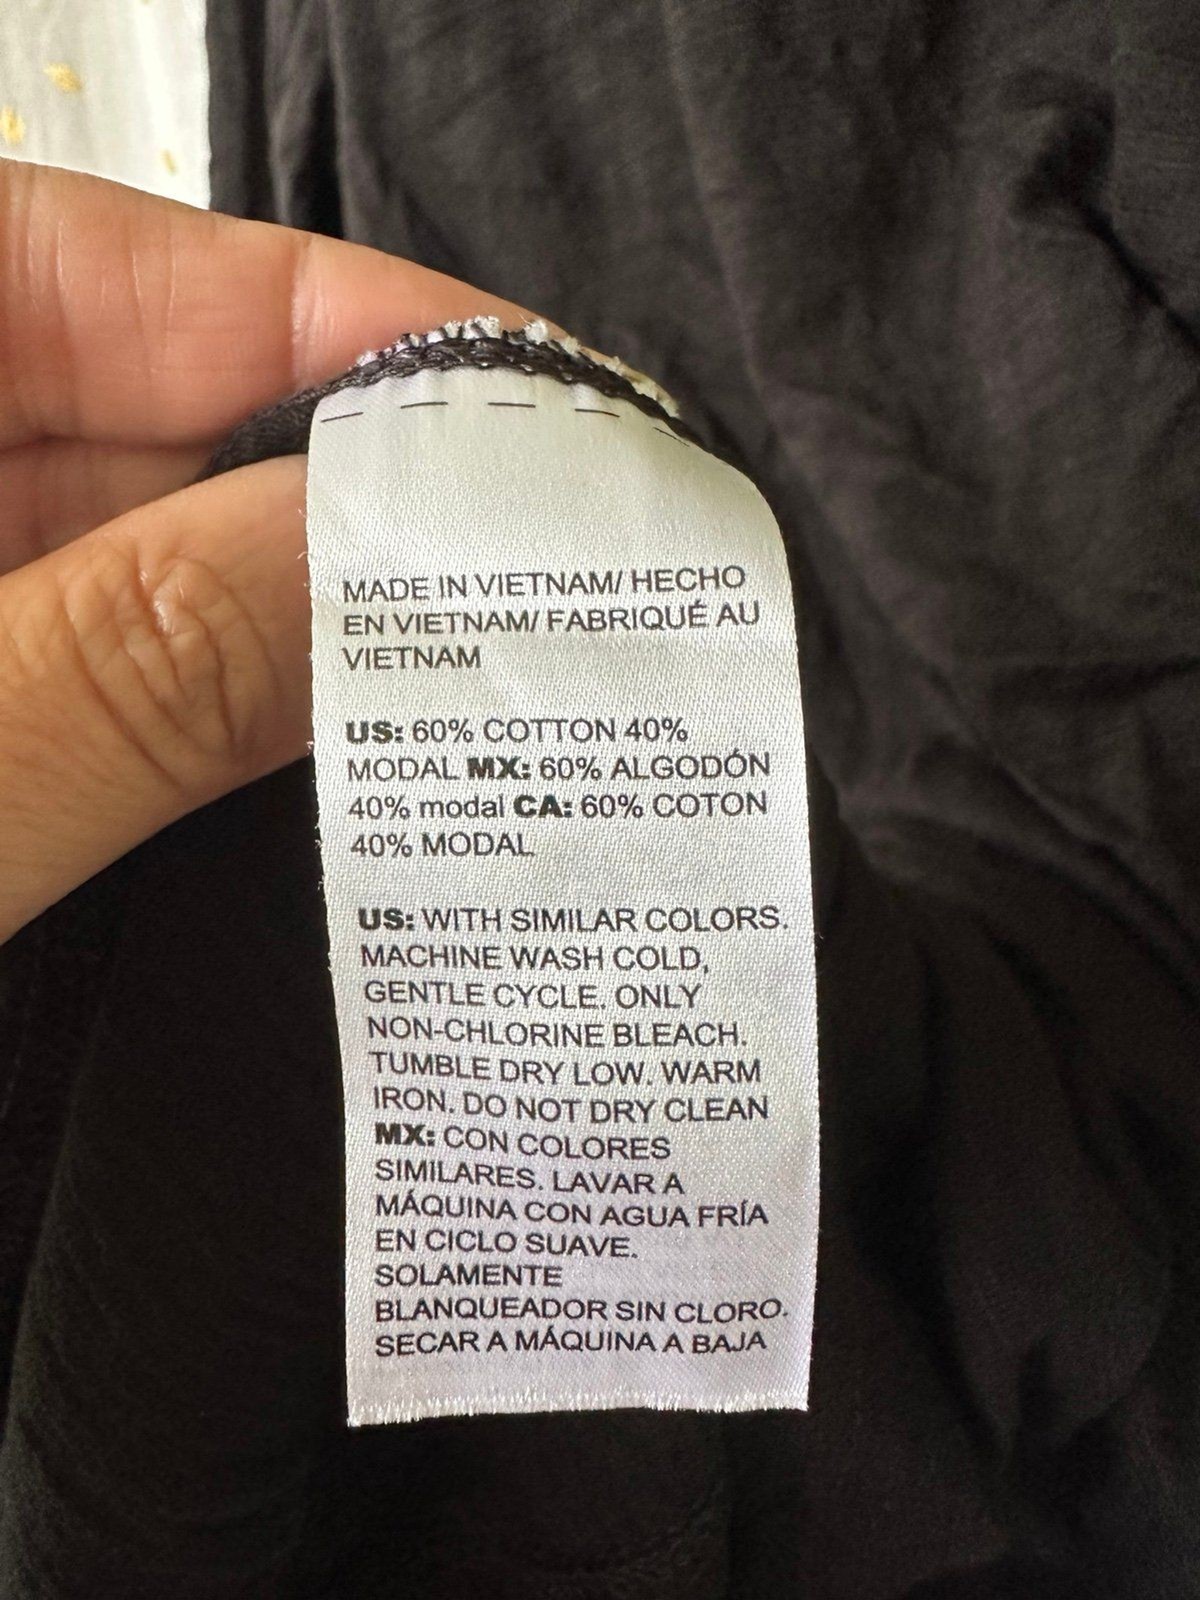 MADE IN VIETNAM/ HECHO
EN VIETNAM/ FABRIQUÉ AU
VIETNAM
US: 60% COTTON 40%
MODAL MX: 60% ALGODÓN
40% modal CA: 60% COTON
40% MODAL
US: WITH SIMILAR COLORS.
MACHINE WASH COLD,
GENTLE CYCLE. ONLY
NON-CHLORINE BLEACH.
TUMBLE DRY LOW. WARM
IRON. DO NOT DRY CLEAN
MX: CON COLORES
SIMILARES. LAVAR A
MÁQUINA CON AGUA FRÍA
EN CICLO SUAVE.
SOLAMENTE
BLANQUEADOR SIN CLORO.
SECAR A MÁQUINA A BAJA